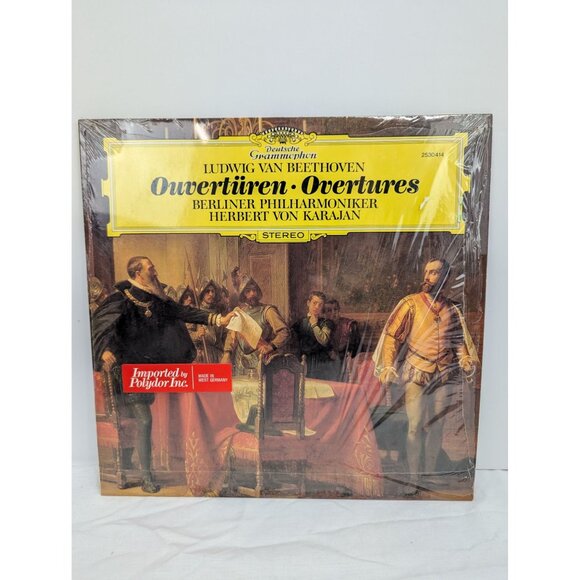 Deutsche
Grammophon
2530 414
LUDWIG VAN BEETHOVEN
Ouvertüren · Overtures
BERLINER PHILHARMONIKER
HERBERT VON KARAJAN
STEREO
Imported by
Polydor Inc.
MADE IN
WEST GERMANY